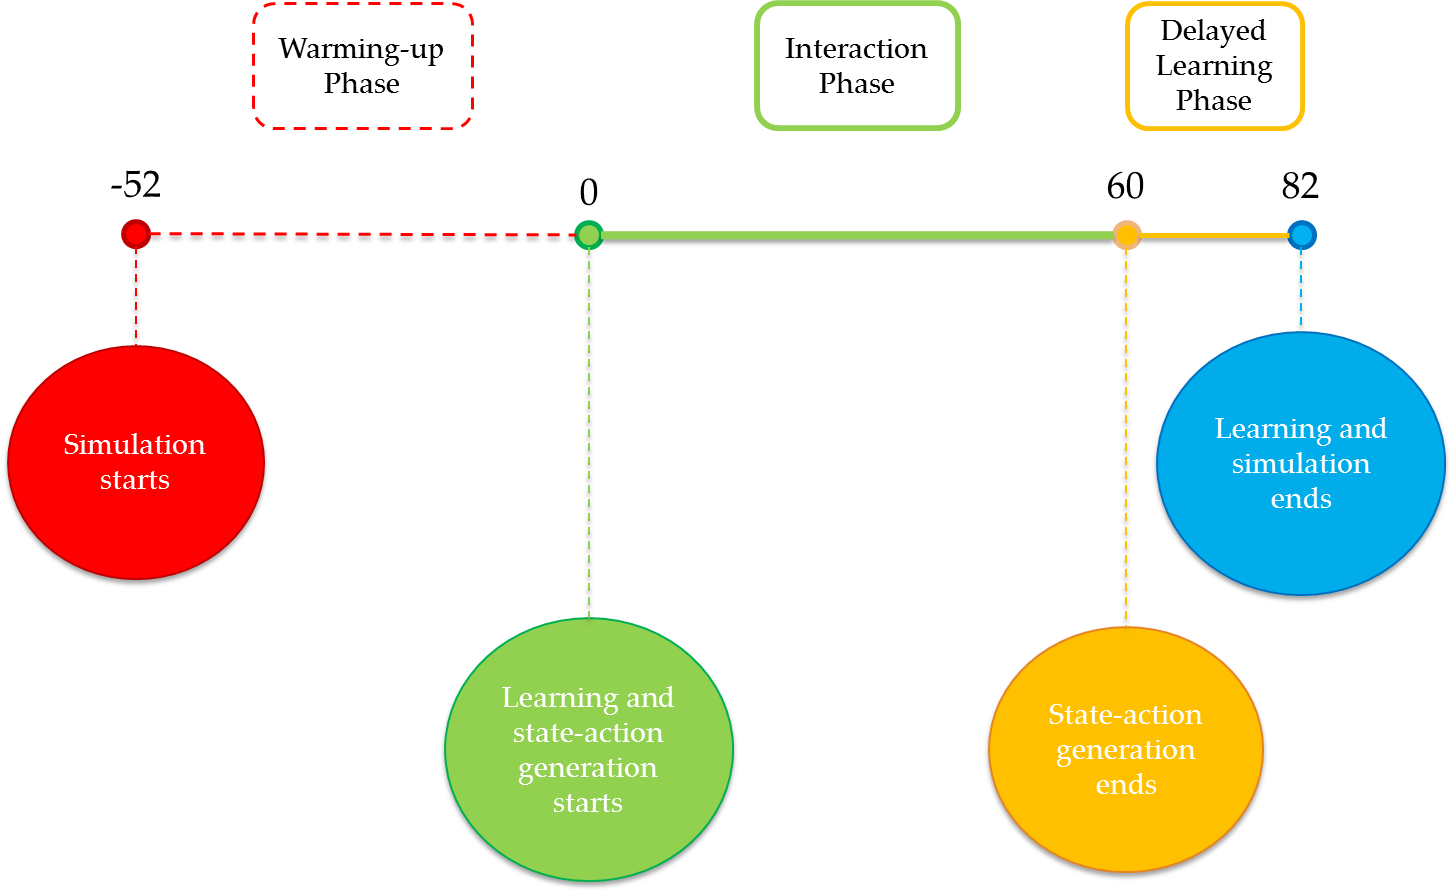 Warming-up
Phase
Interaction
Phase
Delayed
Learning
Phase
-52
0
60
82
Simulation
starts
Learning and
simulation
ends
Learning and
state-action
generation
starts
State-action
generation
ends